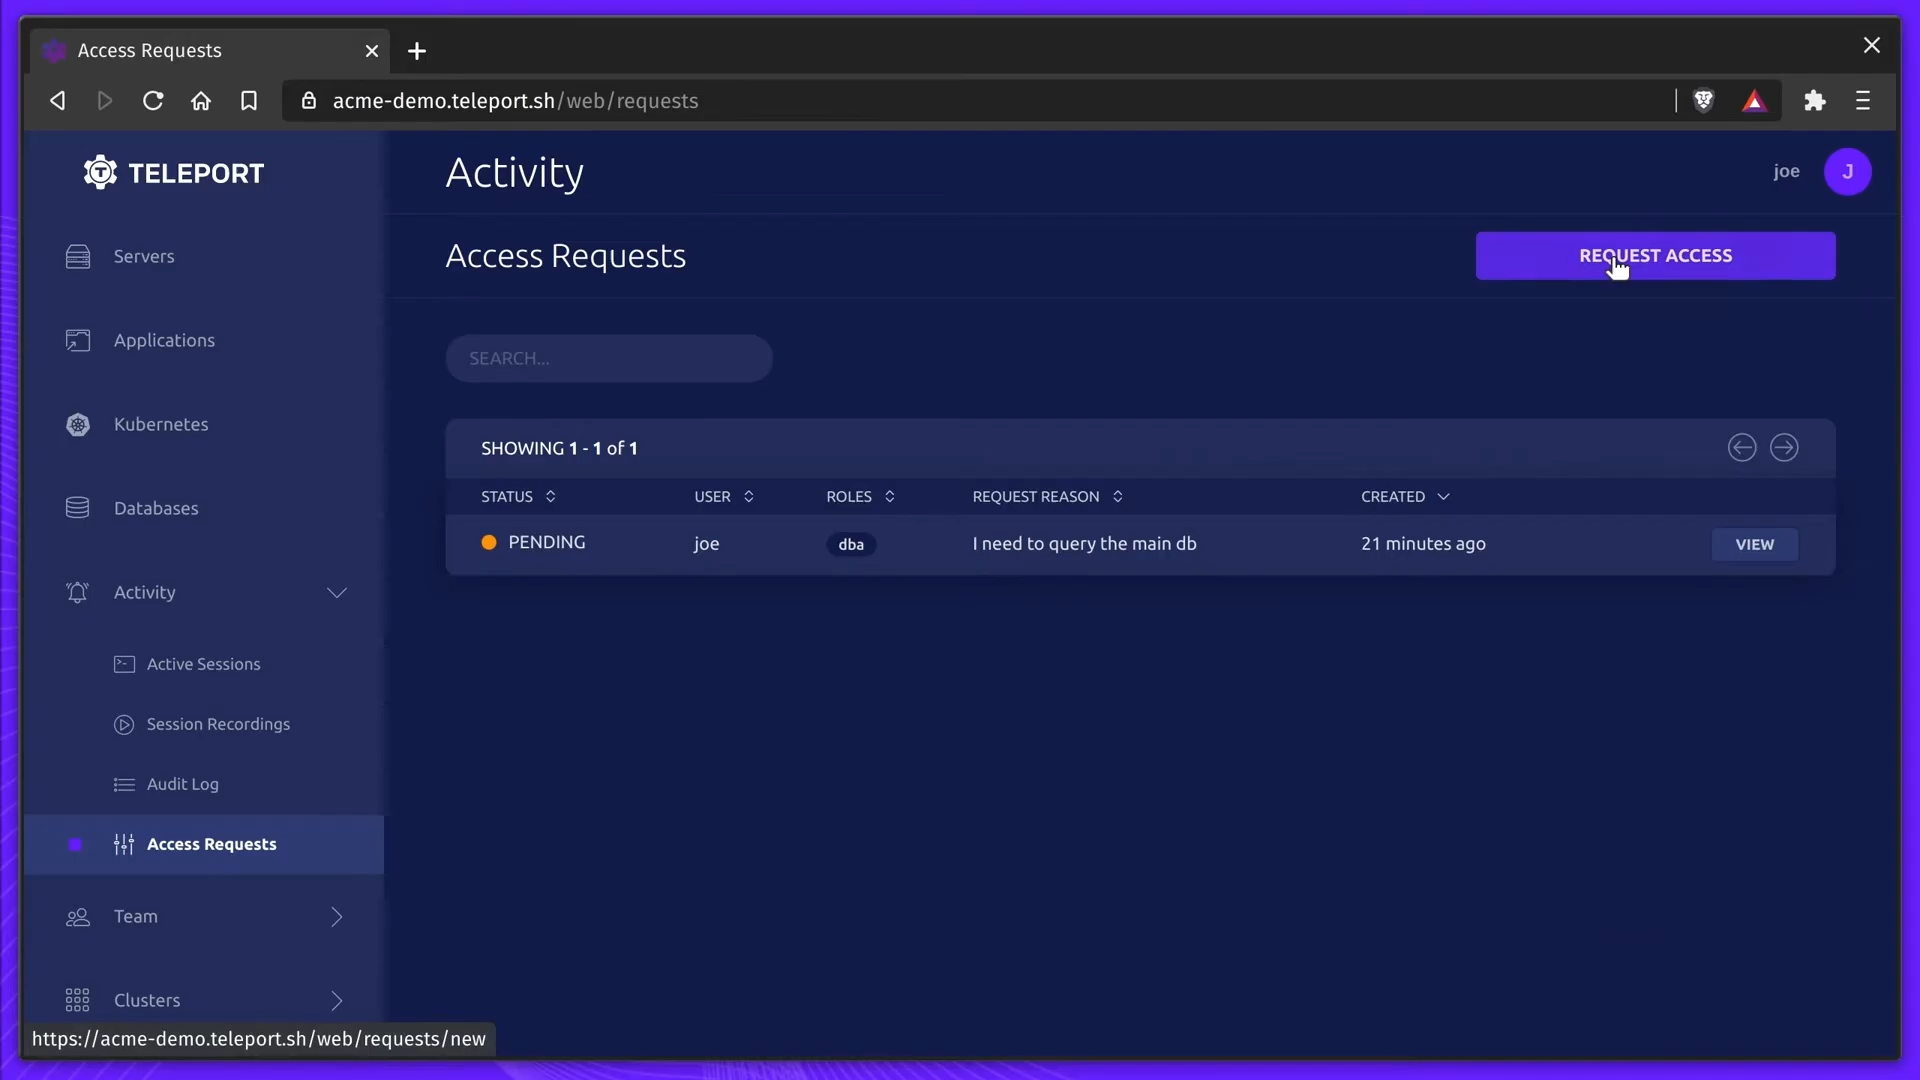 Access Requests
acme-demo.teleport.sh/web/requests
TELEPORT
Activity
joe
J
Servers
Access Requests
REQUEST ACCESS
Applications
SEARCH...
Kubernetes
SHOWING 1 - 1 of 1
STATUS USER ROLES REQUEST REASON CREATED
Databases
PENDING joe dba I need to query the main db 21 minutes ago VIEW
Activity
Active Sessions
Session Recordings
Audit Log
Access Requests
Team
Clusters
https://acme-demo.teleport.sh/web/requests/new